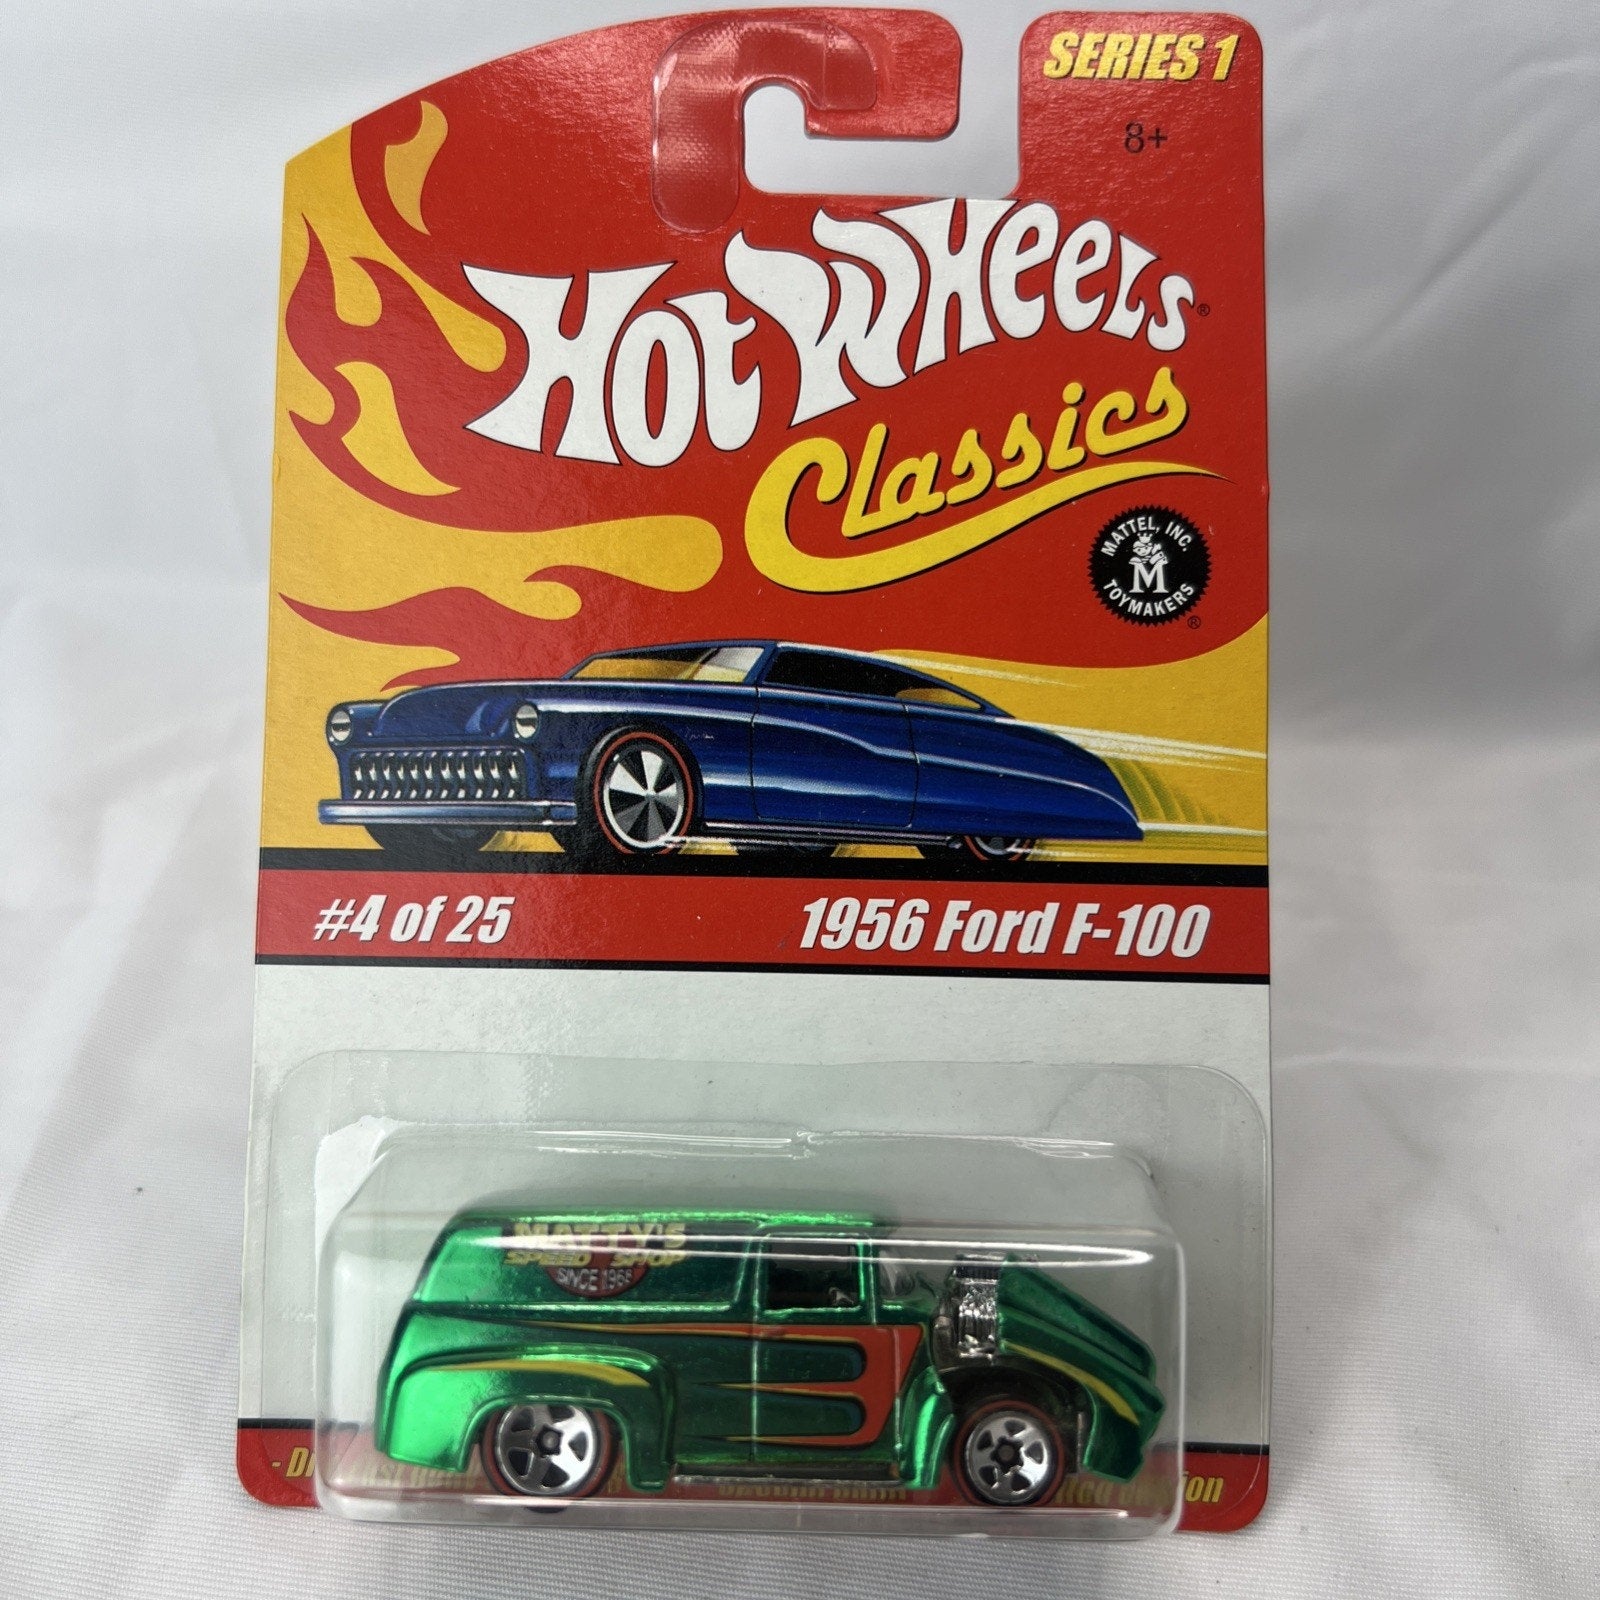 SERIES 1
8+
HOT WHEELS®
Classics
MATTEL, INC.
M
TOYMAKERS®
#4 of 25
1956 Ford F-100
MATTY'S
SPEED SHOP
SINCE 1968